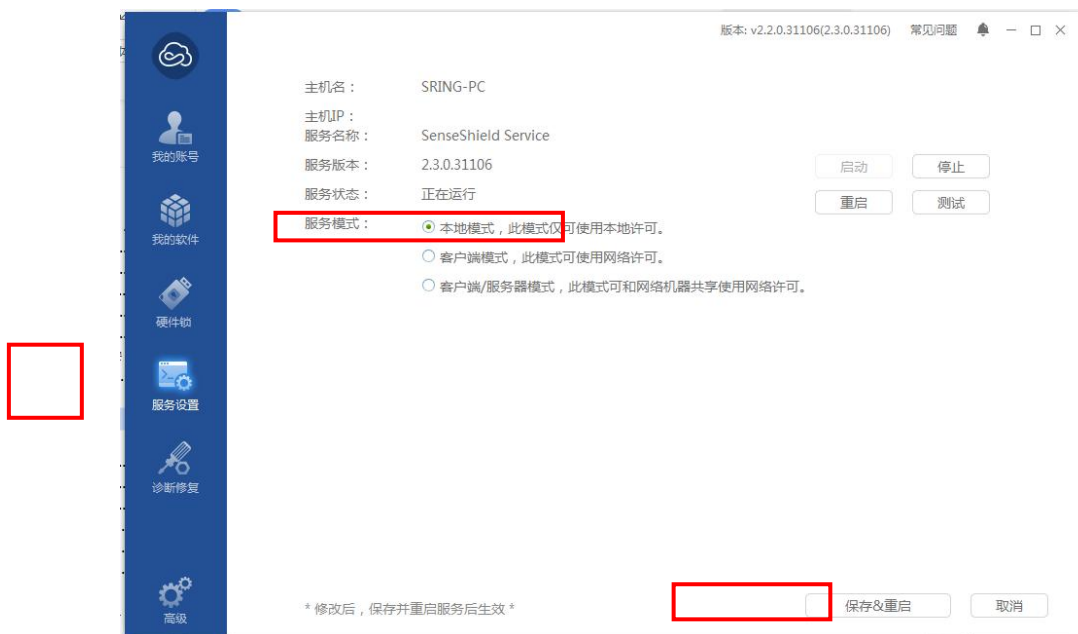 版本: v2.2.0.31106(2.3.0.31106) 常见问题
主机名： SRING-PC
主机IP：
服务名称： SenseShield Service
服务版本： 2.3.0.31106
启动 停止
服务状态： 正在运行
重启 测试
服务模式： 本地模式，此模式仅可使用本地许可。
客户端模式，此模式可使用网络许可。
客户端/服务器模式，此模式可和网络机器共享使用网络许可。
我的账号
我的软件
硬件锁
服务设置
诊断修复
高级
* 修改后，保存并重启服务后生效 *
保存&重启 取消